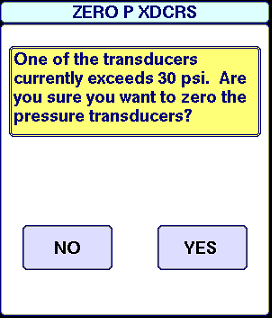 ZERO P XDCRS
One of the transducers
currently exceeds 30 psi.  Are
you sure you want to zero the
pressure transducers?
NO
YES